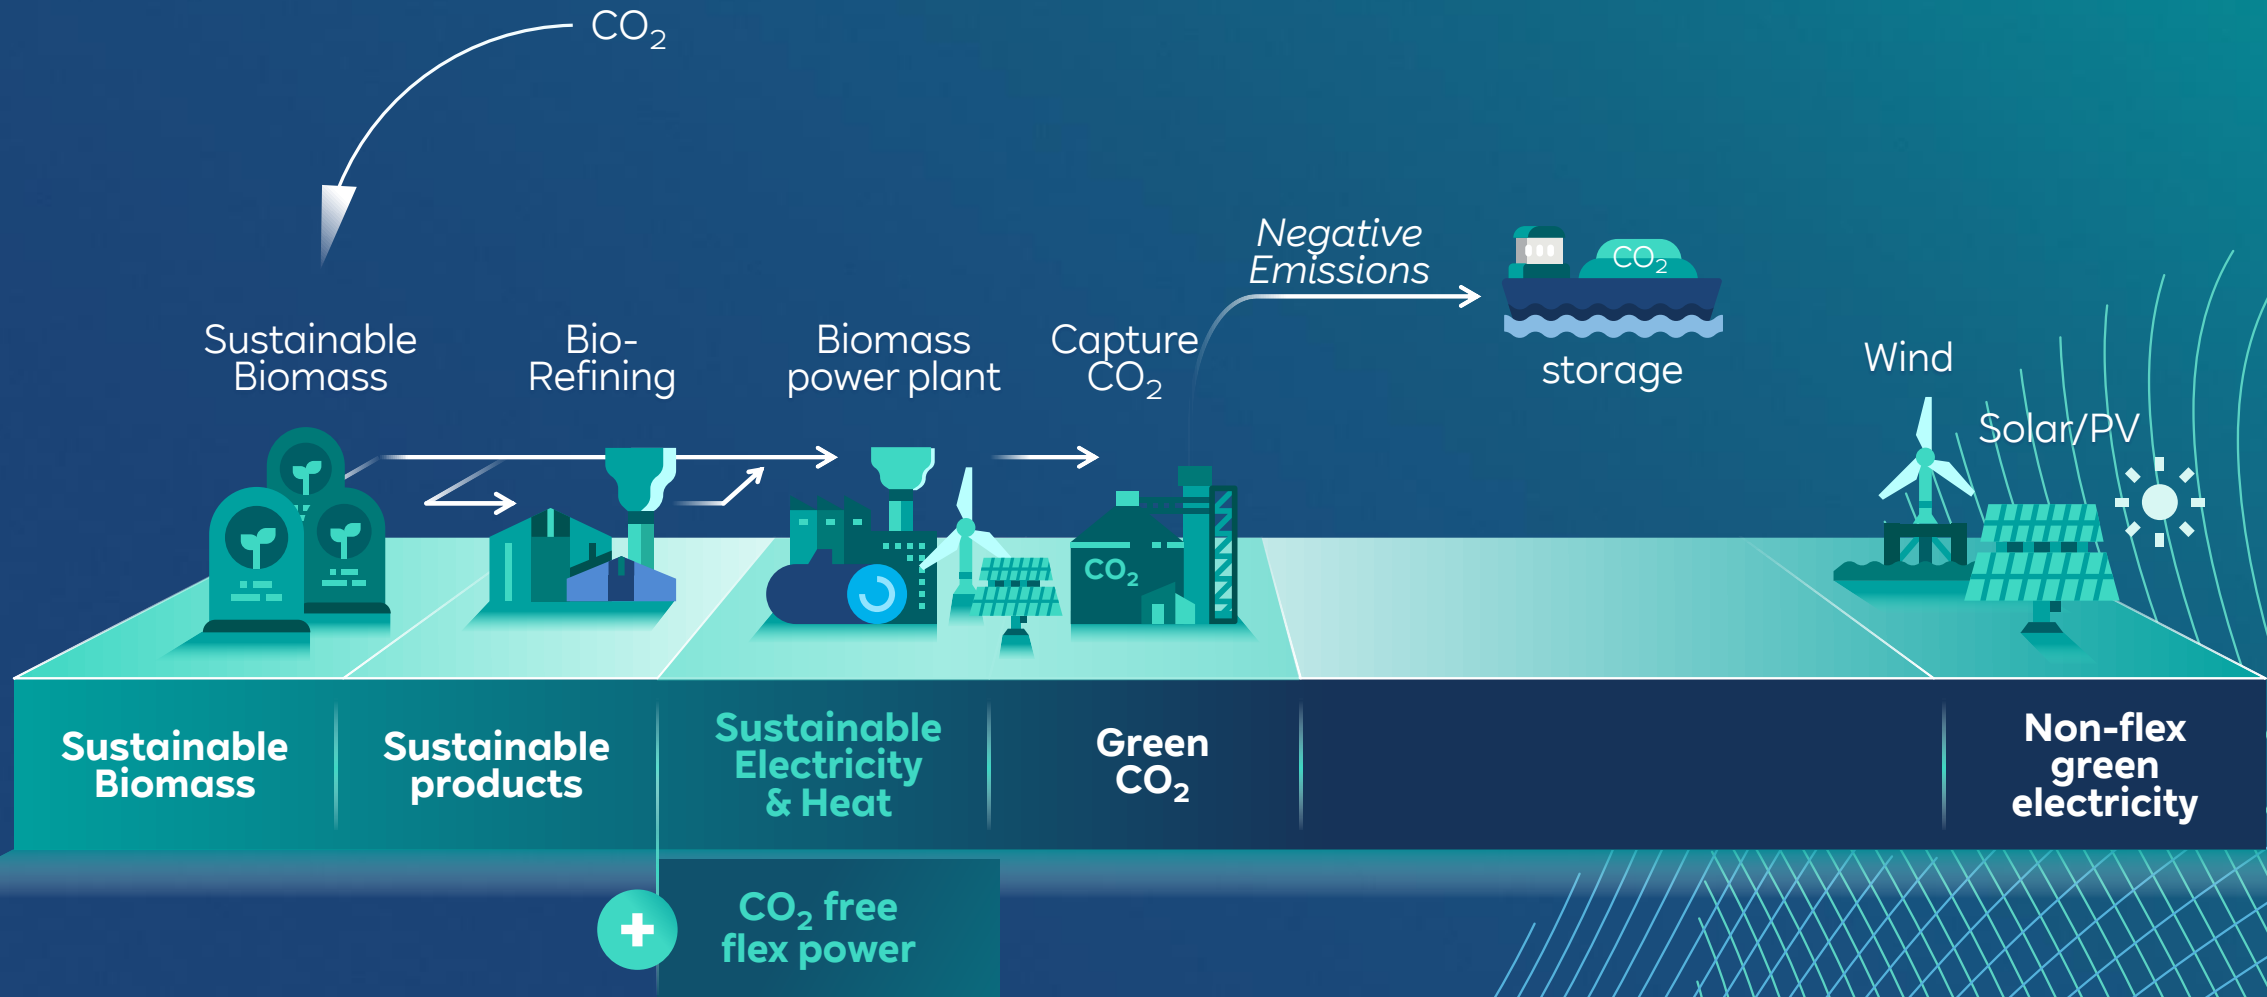 CO₂
Negative
Emissions
CO₂
storage
Sustainable
Biomass
Bio-
Refining
Biomass
power plant
Capture
CO₂
Wind
Solar/PV
CO₂
Sustainable
Biomass
Sustainable
products
Sustainable
Electricity
& Heat
Green
CO₂
Non-flex
green
electricity
CO₂ free
flex power